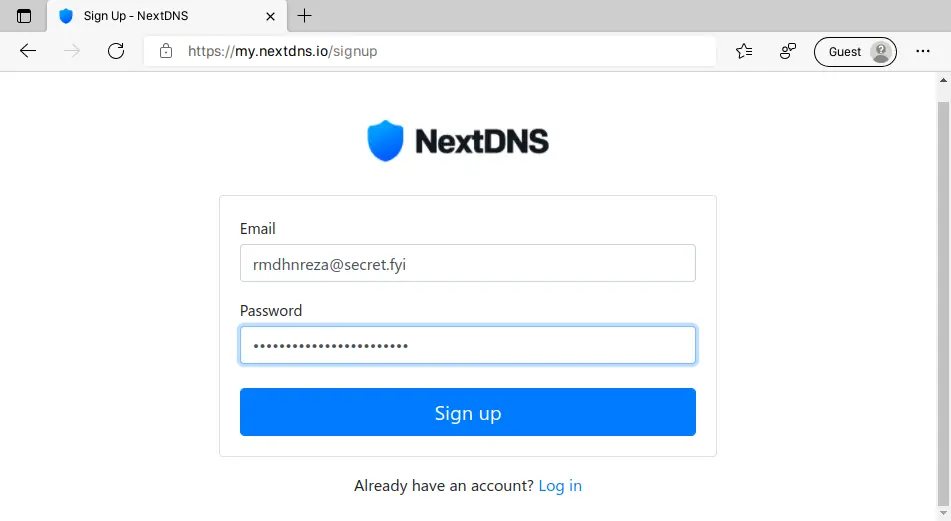 Sign Up - NextDNS
https://my.nextdns.io/signup
Guest
NextDNS
Email
rmdhnreza@secret.fyi
Password
••••••••••••••••••••••••
Sign up
Already have an account? Log in